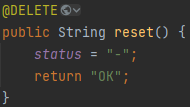 @DELETE
public String reset() {
    status = "-";
    return "OK";
}